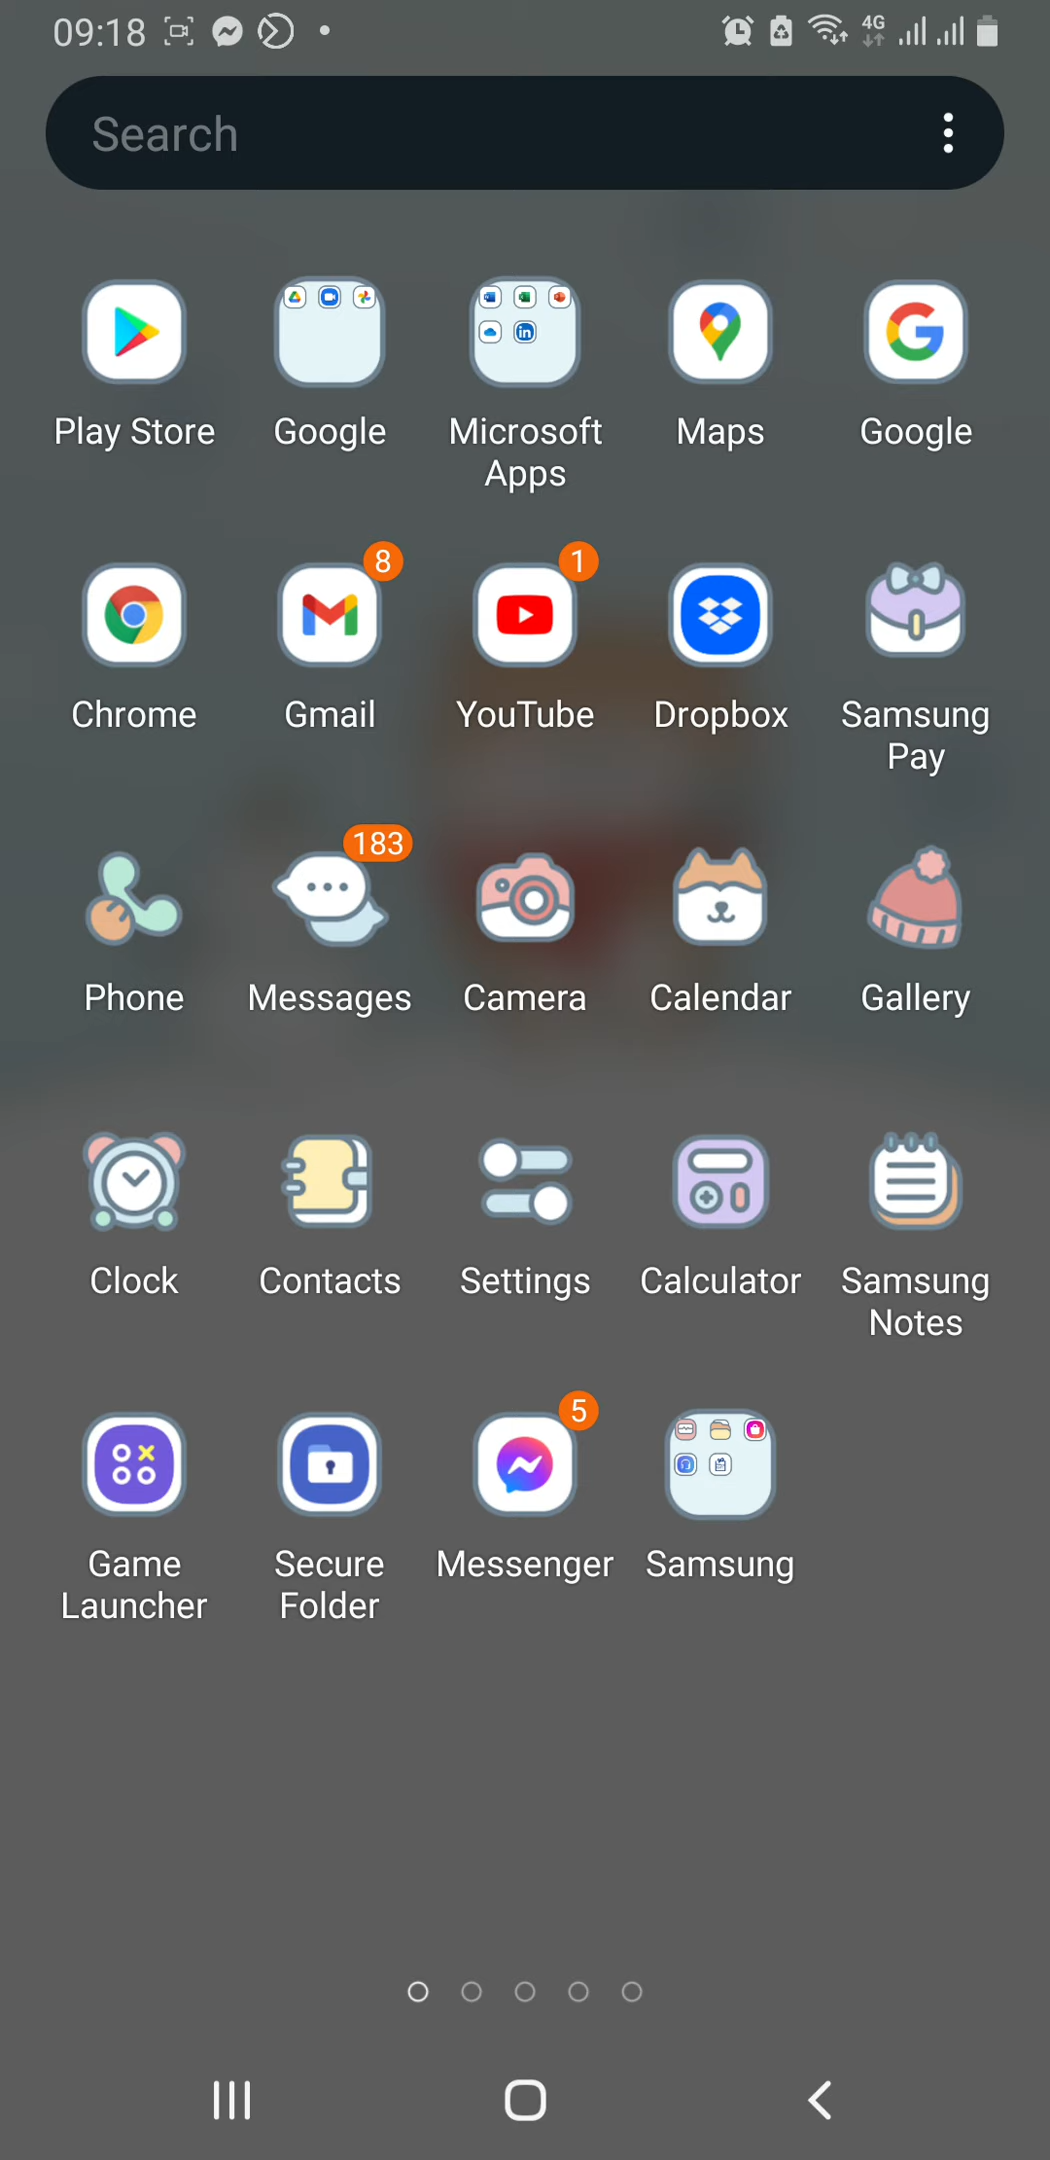 09:18
4G
Search
Play Store
Google
Microsoft
Apps
Maps
Google
Chrome
8
Gmail
1
YouTube
Dropbox
Samsung
Pay
Phone
183
Messages
Camera
Calendar
Gallery
Clock
Contacts
Settings
Calculator
Samsung
Notes
Game
Launcher
Secure
Folder
5
Messenger
Samsung